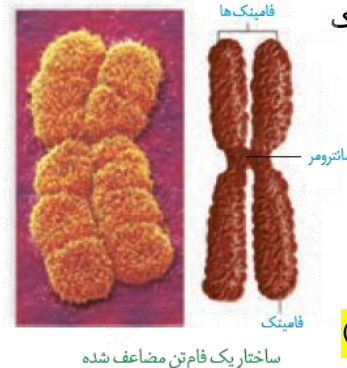 فامینک‌ها
سانترومر
فامینک
ساختار یک فام‌تن مضاعف شده